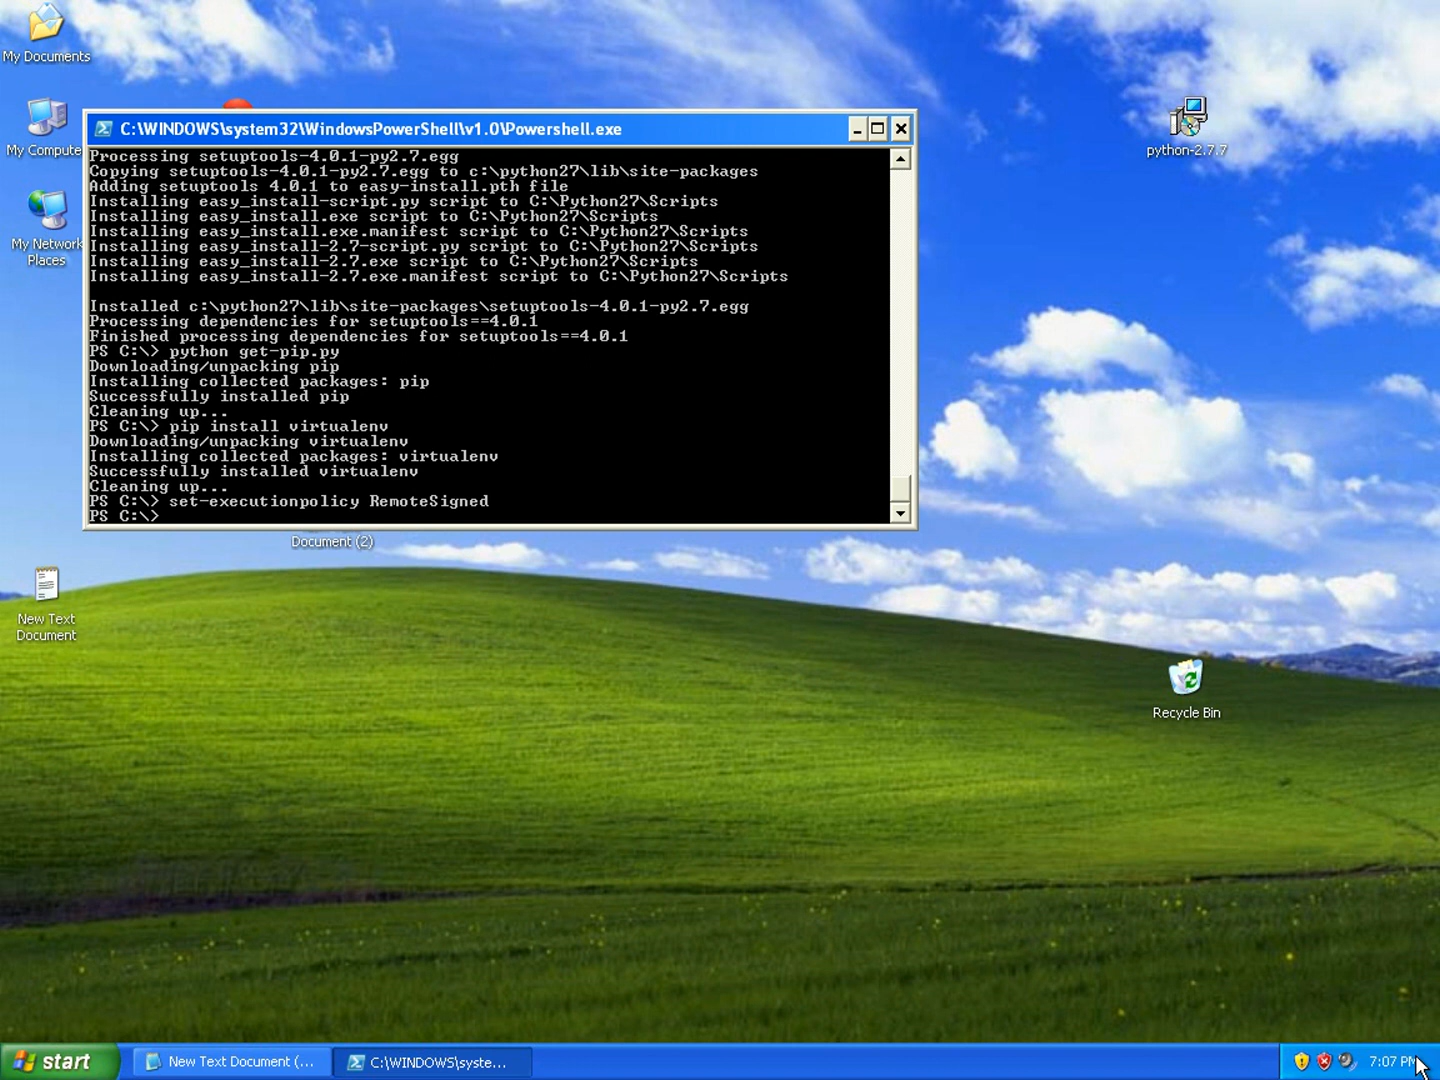 My Documents
My Compute
My Network
Places
C:\WINDOWS\system32\WindowsPowerShell\v1.0\Powershell.exe
Processing setuptools-4.0.1-py2.7.egg
Copying setuptools-4.0.1-py2.7.egg to c:\python27\lib\site-packages
Adding setuptools 4.0.1 to easy-install.pth file
Installing easy_install-script.py script to C:\Python27\Scripts
Installing easy_install.exe script to C:\Python27\Scripts
Installing easy_install.exe.manifest script to C:\Python27\Scripts
Installing easy_install-2.7-script.py script to C:\Python27\Scripts
Installing easy_install-2.7.exe script to C:\Python27\Scripts
Installing easy_install-2.7.exe.manifest script to C:\Python27\Scripts
Installed c:\python27\lib\site-packages\setuptools-4.0.1-py2.7.egg
Processing dependencies for setuptools==4.0.1
Finished processing dependencies for setuptools==4.0.1
PS C:\> python get-pip.py
Downloading/unpacking pip
Installing collected packages: pip
Successfully installed pip
Cleaning up...
PS C:\> pip install virtualenv
Downloading/unpacking virtualenv
Installing collected packages: virtualenv
Successfully installed virtualenv
Cleaning up...
PS C:\> set-executionpolicy RemoteSigned
PS C:\>
python-2.7.7
Document (2)
New Text
Document
Recycle Bin
start
New Text Document (...
C:\WINDOWS\syste...
7:07 PM